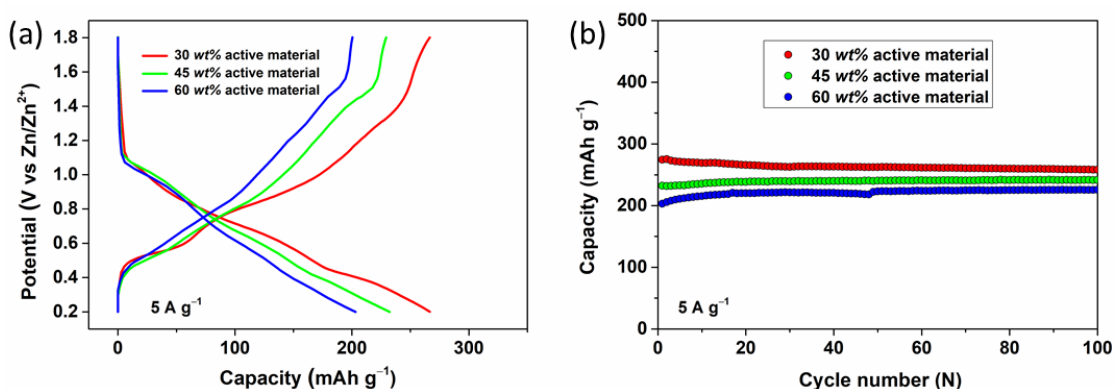 (a)
1.8
1.6
1.4
1.2
1.0
0.8
0.6
0.4
0.2
Potential (V vs Zn/Zn²⁺)
30 wt% active material
45 wt% active material
60 wt% active material
5 A g⁻¹
0 100 200 300
Capacity (mAh g⁻¹)
(b)
500
400
300
200
100
0
Capacity (mAh g⁻¹)
30 wt% active material
45 wt% active material
60 wt% active material
5 A g⁻¹
0 20 40 60 80 100
Cycle number (N)